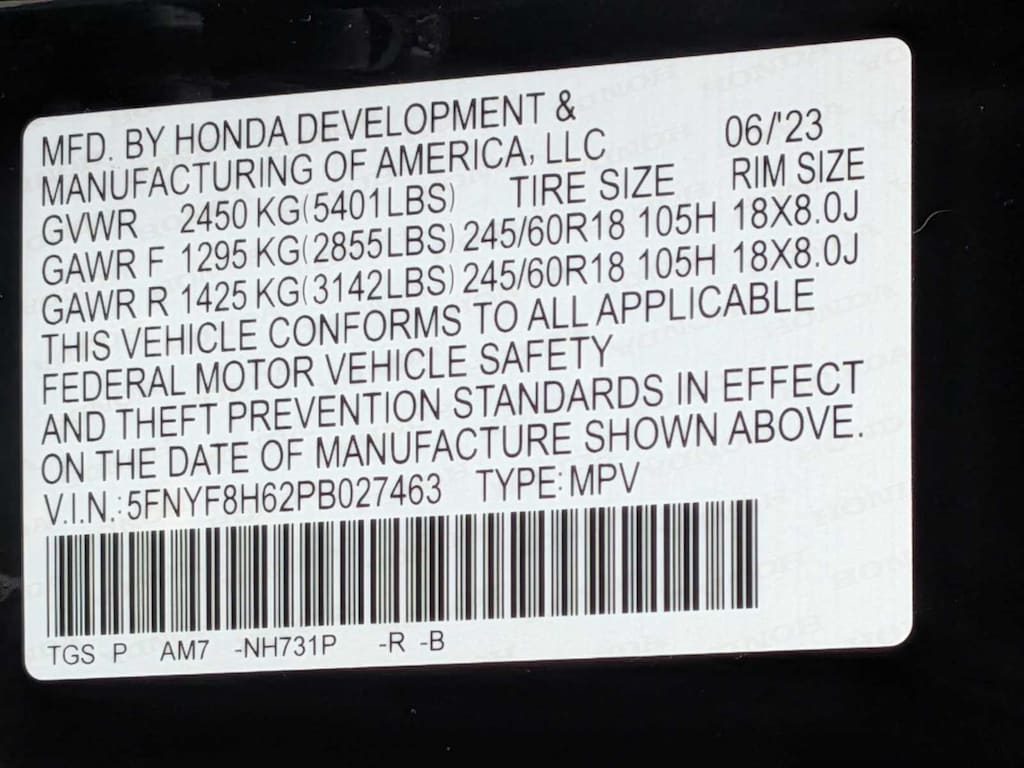 MFD. BY HONDA DEVELOPMENT &
MANUFACTURING OF AMERICA, LLC 06/'23
GVWR 2450 KG(5401LBS) TIRE SIZE RIM SIZE
GAWR F 1295 KG(2855LBS) 245/60R18 105H 18X8.0J
GAWR R 1425 KG(3142LBS) 245/60R18 105H 18X8.0J
THIS VEHICLE CONFORMS TO ALL APPLICABLE
FEDERAL MOTOR VEHICLE SAFETY
AND THEFT PREVENTION STANDARDS IN EFFECT
ON THE DATE OF MANUFACTURE SHOWN ABOVE.
V.I.N.: 5FNYF8H62PB027463 TYPE: MPV
TGS P AM7 -NH731P -R -B